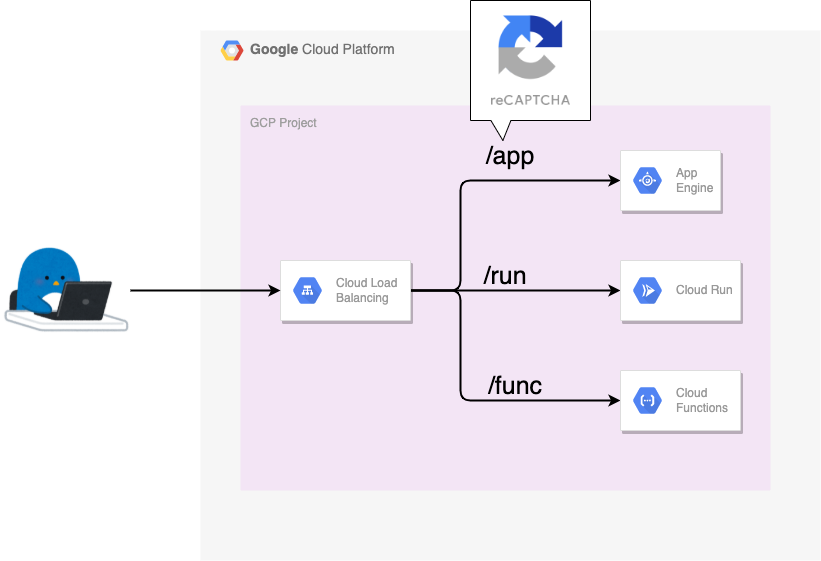 Google Cloud Platform
reCAPTCHA
GCP Project
/app
App
Engine
/run
Cloud Load
Balancing
Cloud Run
/func
Cloud
Functions